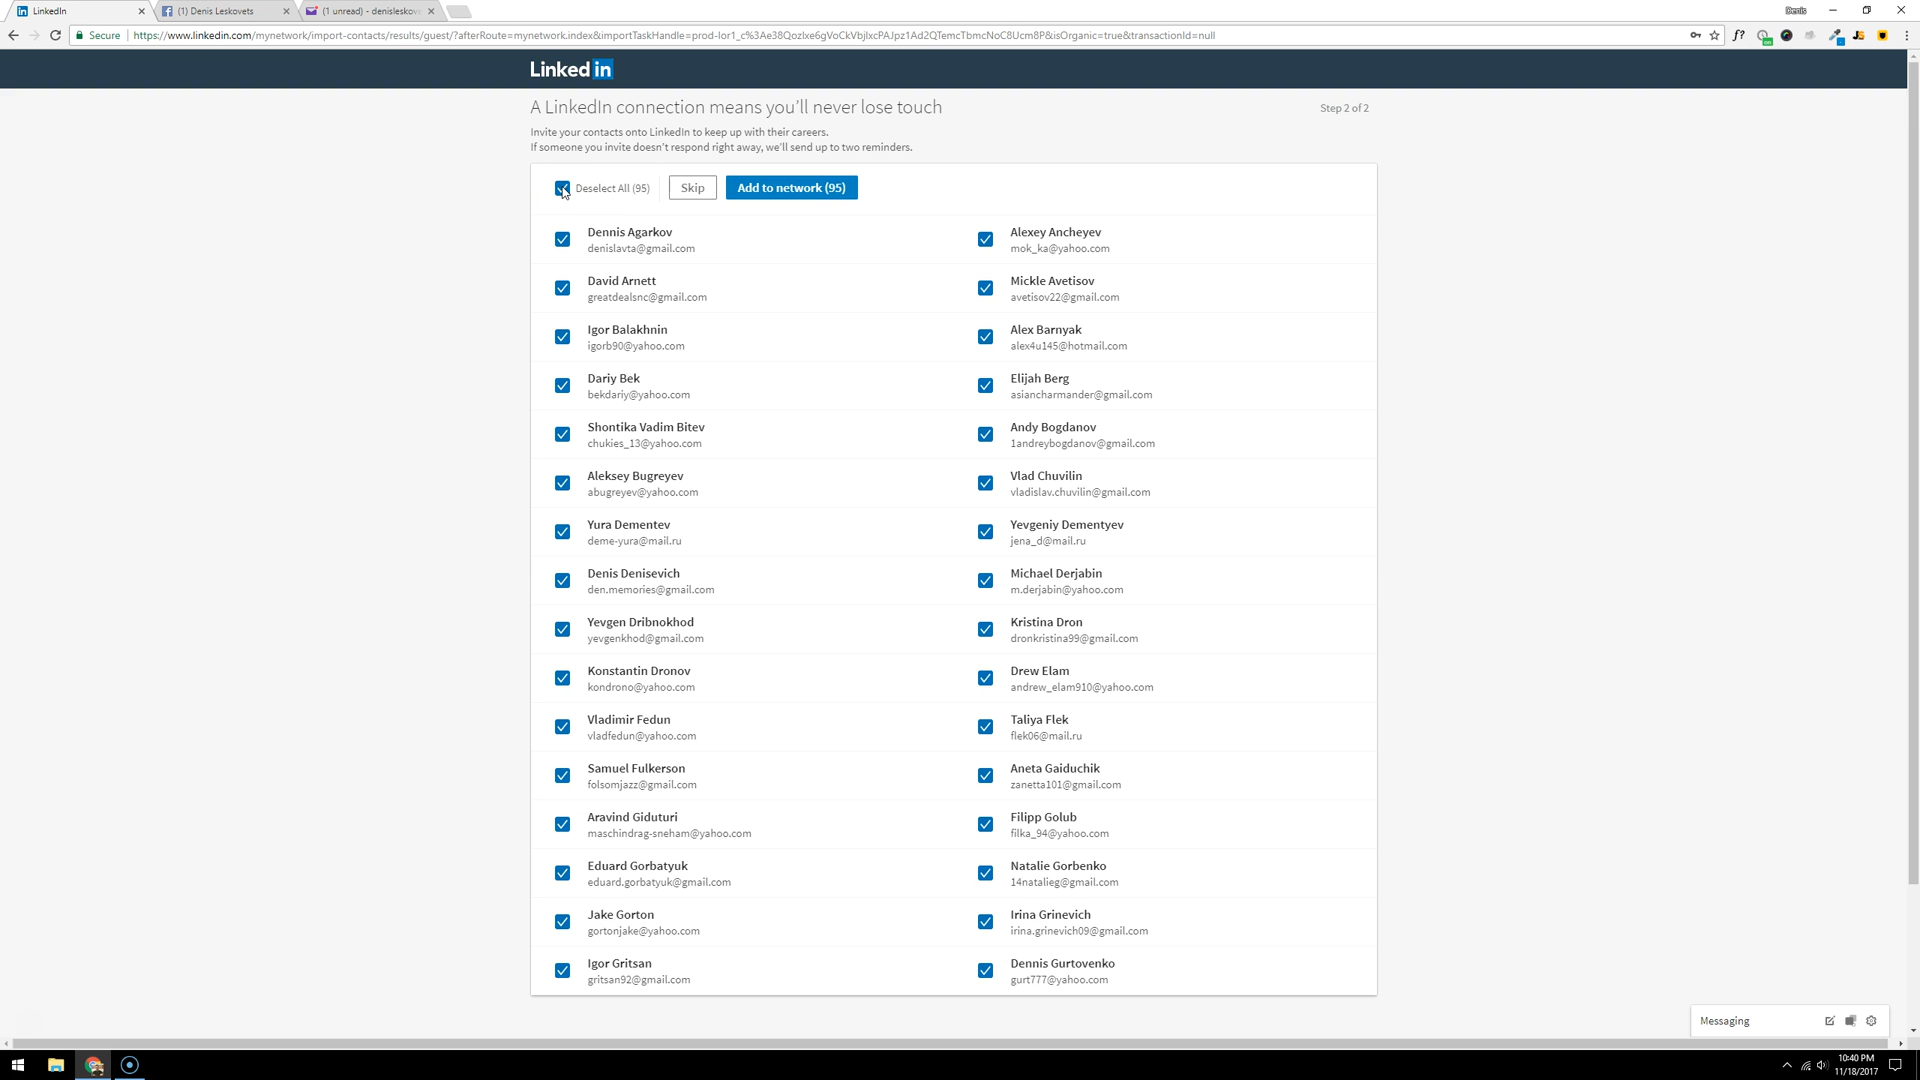 LinkedIn
(1) Denis Leskovets
(1 unread) - denisleskov
Denis
Secure
https://www.linkedin.com/mynetwork/import-contacts/results/guest/?afterRoute=mynetwork.index&importTaskHandle=prod-lor1_c%3Ae38Qozlxe6gVoCkVbjlxcPAJpz1Ad2QTemcTbmcNoC8Ucm8P&isOrganic=true&transactionId=null
Linked in
A LinkedIn connection means you'll never lose touch
Step 2 of 2
Invite your contacts onto LinkedIn to keep up with their careers.
If someone you invite doesn't respond right away, we'll send up to two reminders.
Deselect All (95)
Skip
Add to network (95)
Dennis Agarkov
denislavta@gmail.com
Alexey Ancheyev
mok_ka@yahoo.com
David Arnett
greatdealsnc@gmail.com
Mickle Avetisov
avetisov22@gmail.com
Igor Balakhnin
igorb90@yahoo.com
Alex Barnyak
alex4u145@hotmail.com
Dariy Bek
bekdariy@yahoo.com
Elijah Berg
asiancharmander@gmail.com
Shontika Vadim Bitev
chukies_13@yahoo.com
Andy Bogdanov
1andreybogdanov@gmail.com
Aleksey Bugreyev
abugreyev@yahoo.com
Vlad Chuvilin
vladislav.chuvilin@gmail.com
Yura Dementev
deme-yura@mail.ru
Yevgeniy Dementyev
jena_d@mail.ru
Denis Denisevich
den.memories@gmail.com
Michael Derjabin
m.derjabin@yahoo.com
Yevgen Dribnokhod
yevgenkhod@gmail.com
Kristina Dron
dronkristina99@gmail.com
Konstantin Dronov
kondrono@yahoo.com
Drew Elam
andrew_elam910@yahoo.com
Vladimir Fedun
vladfedun@yahoo.com
Taliya Flek
flek06@mail.ru
Samuel Fulkerson
folsomjazz@gmail.com
Aneta Gaiduchik
zanetta101@gmail.com
Aravind Giduturi
maschindrag-sneham@yahoo.com
Filipp Golub
filka_94@yahoo.com
Eduard Gorbatyuk
eduard.gorbatyuk@gmail.com
Natalie Gorbenko
14natalieg@gmail.com
Jake Gorton
gortonjake@yahoo.com
Irina Grinevich
irina.grinevich09@gmail.com
Igor Gritsan
gritsan92@gmail.com
Dennis Gurtovenko
gurt777@yahoo.com
Messaging
10:40 PM
11/18/2017